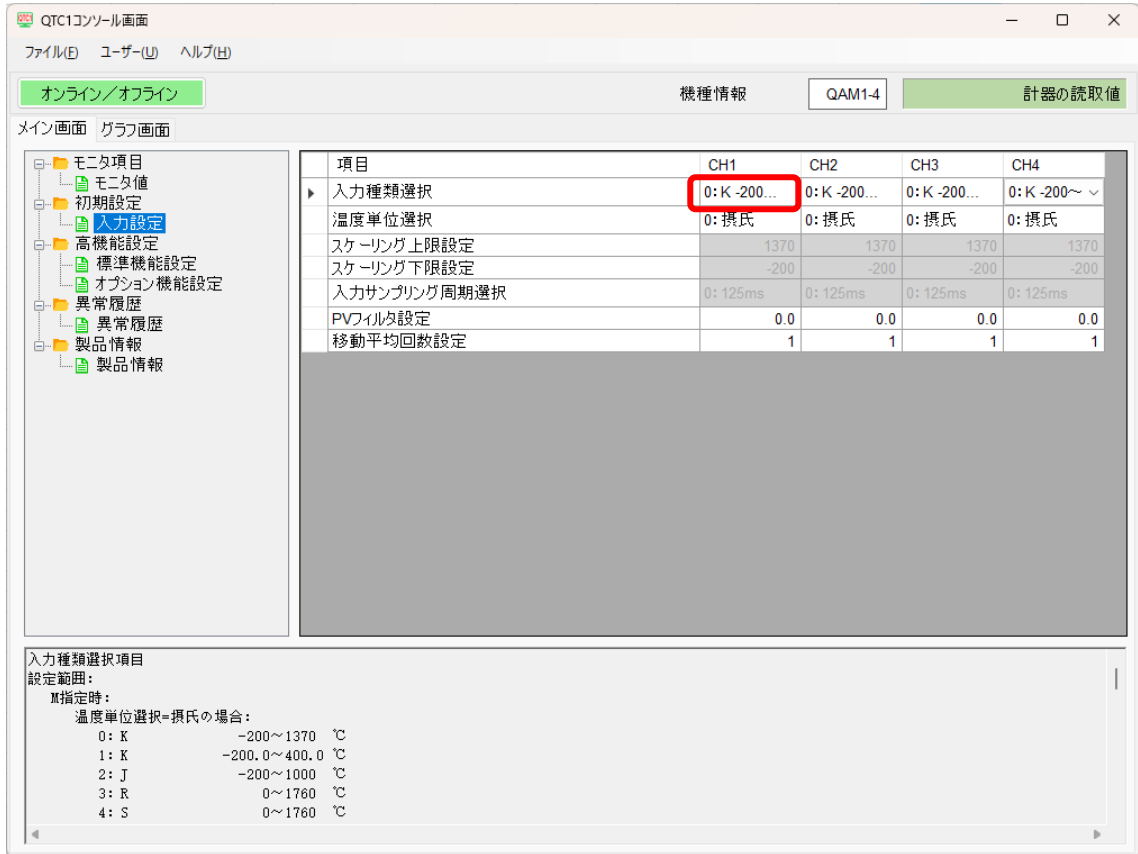 QTC1コンソール画面
ファイル(F) ユーザー(U) ヘルプ(H)
オンライン/オフライン 機種情報 QAM1-4 計器の読取値
メイン画面 グラフ画面
モニタ項目
モニタ値
初期設定
入力設定
高機能設定
標準機能設定
オプション機能設定
異常履歴
異常履歴
製品情報
製品情報
項目 CH1 CH2 CH3 CH4
入力種類選択 0: K -200... 0: K -200... 0: K -200... 0: K -200~
温度単位選択 0: 摂氏 0: 摂氏 0: 摂氏 0: 摂氏
スケーリング上限設定 1370 1370 1370 1370
スケーリング下限設定 -200 -200 -200 -200
入力サンプリング周期選択 0: 125ms 0: 125ms 0: 125ms 0: 125ms
PVフィルタ設定 0.0 0.0 0.0 0.0
移動平均回数設定 1 1 1 1
入力種類選択項目
設定範囲:
M指定時:
温度単位選択=摂氏の場合:
0: K -200~1370 ℃
1: K -200.0~400.0 ℃
2: J -200~1000 ℃
3: R 0~1760 ℃
4: S 0~1760 ℃